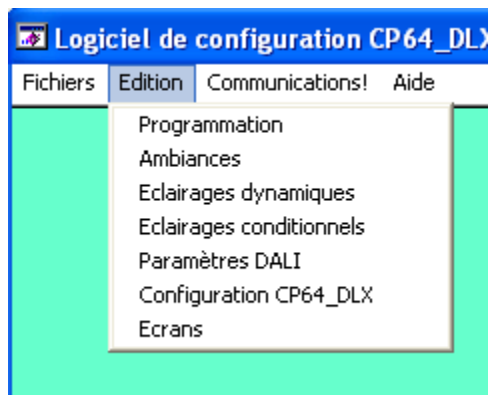 Logiciel de configuration CP64_DLX
Fichiers Edition Communications! Aide
Programmation
Ambiances
Eclairages dynamiques
Eclairages conditionnels
Paramètres DALI
Configuration CP64_DLX
Ecrans